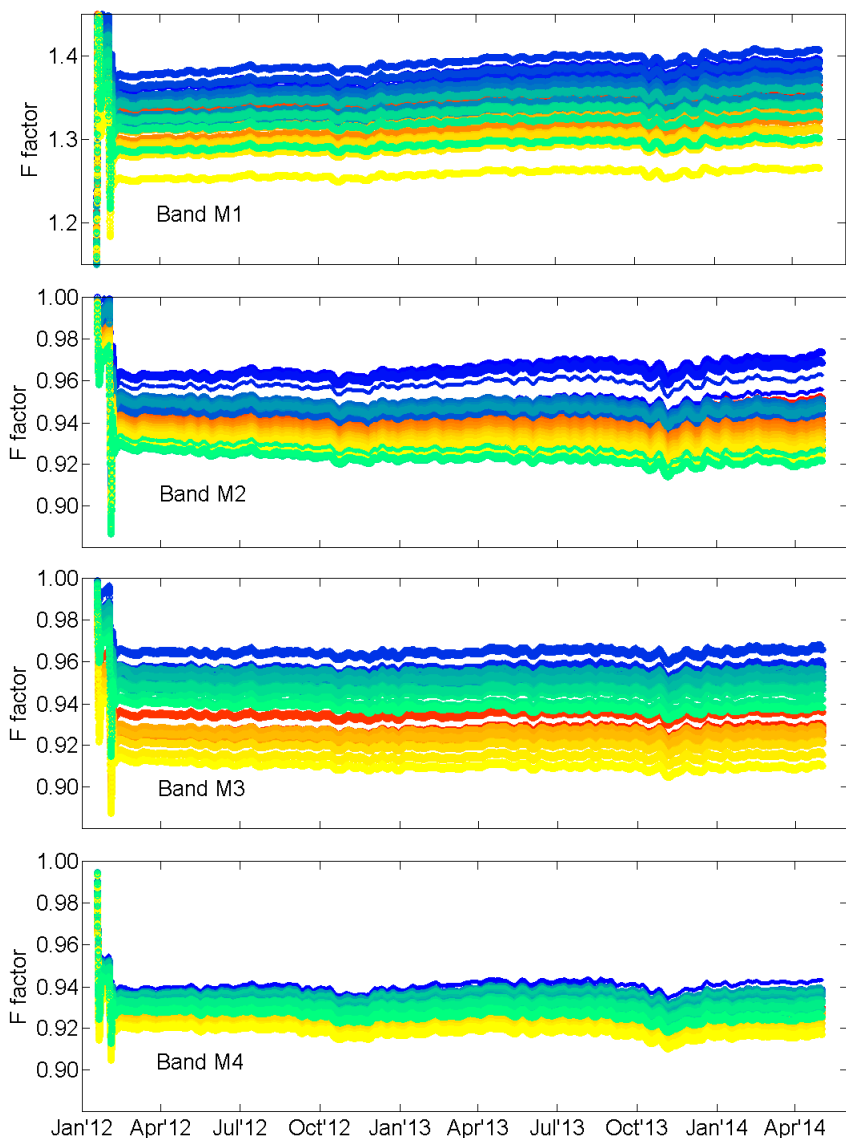 1.4
1.3
1.2
F factor
Band M1
1.00
0.98
0.96
0.94
0.92
0.90
F factor
Band M2
1.00
0.98
0.96
0.94
0.92
0.90
F factor
Band M3
1.00
0.98
0.96
0.94
0.92
0.90
F factor
Band M4
Jan'12 Apr'12 Jul'12 Oct'12 Jan'13 Apr'13 Jul'13 Oct'13 Jan'14 Apr'14